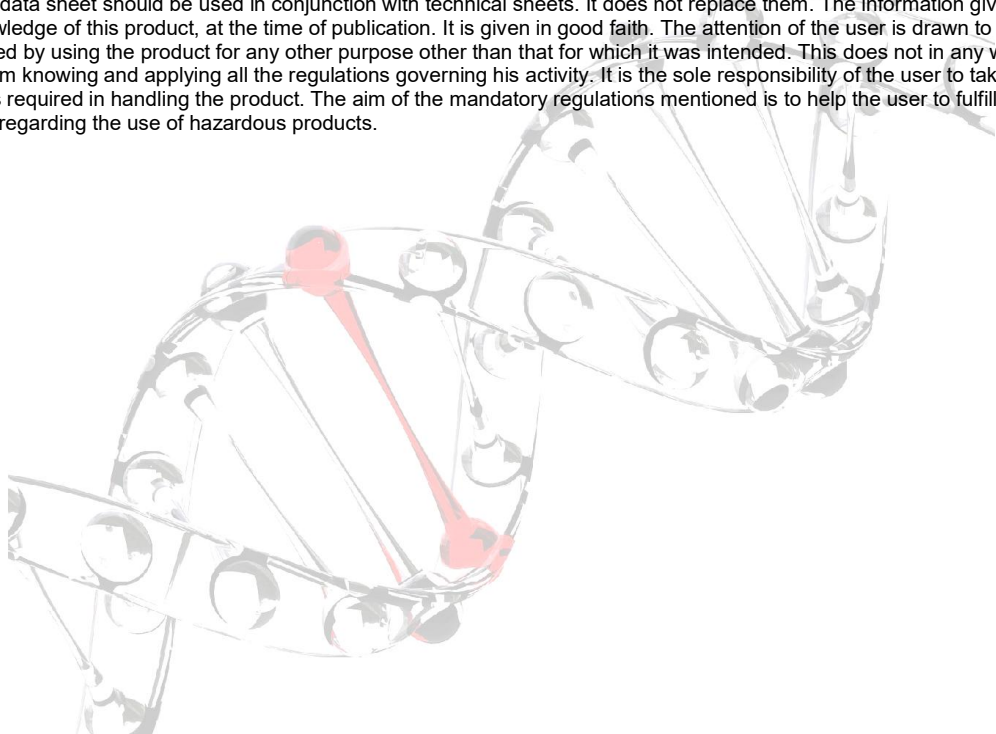 data sheet should be used in conjunction with technical sheets. It does not replace them. The information giv
wledge of this product, at the time of publication. It is given in good faith. The attention of the user is drawn to
ed by using the product for any other purpose other than that for which it was intended. This does not in any w
m knowing and applying all the regulations governing his activity. It is the sole responsibility of the user to tak
s required in handling the product. The aim of the mandatory regulations mentioned is to help the user to fulfill
regarding the use of hazardous products.